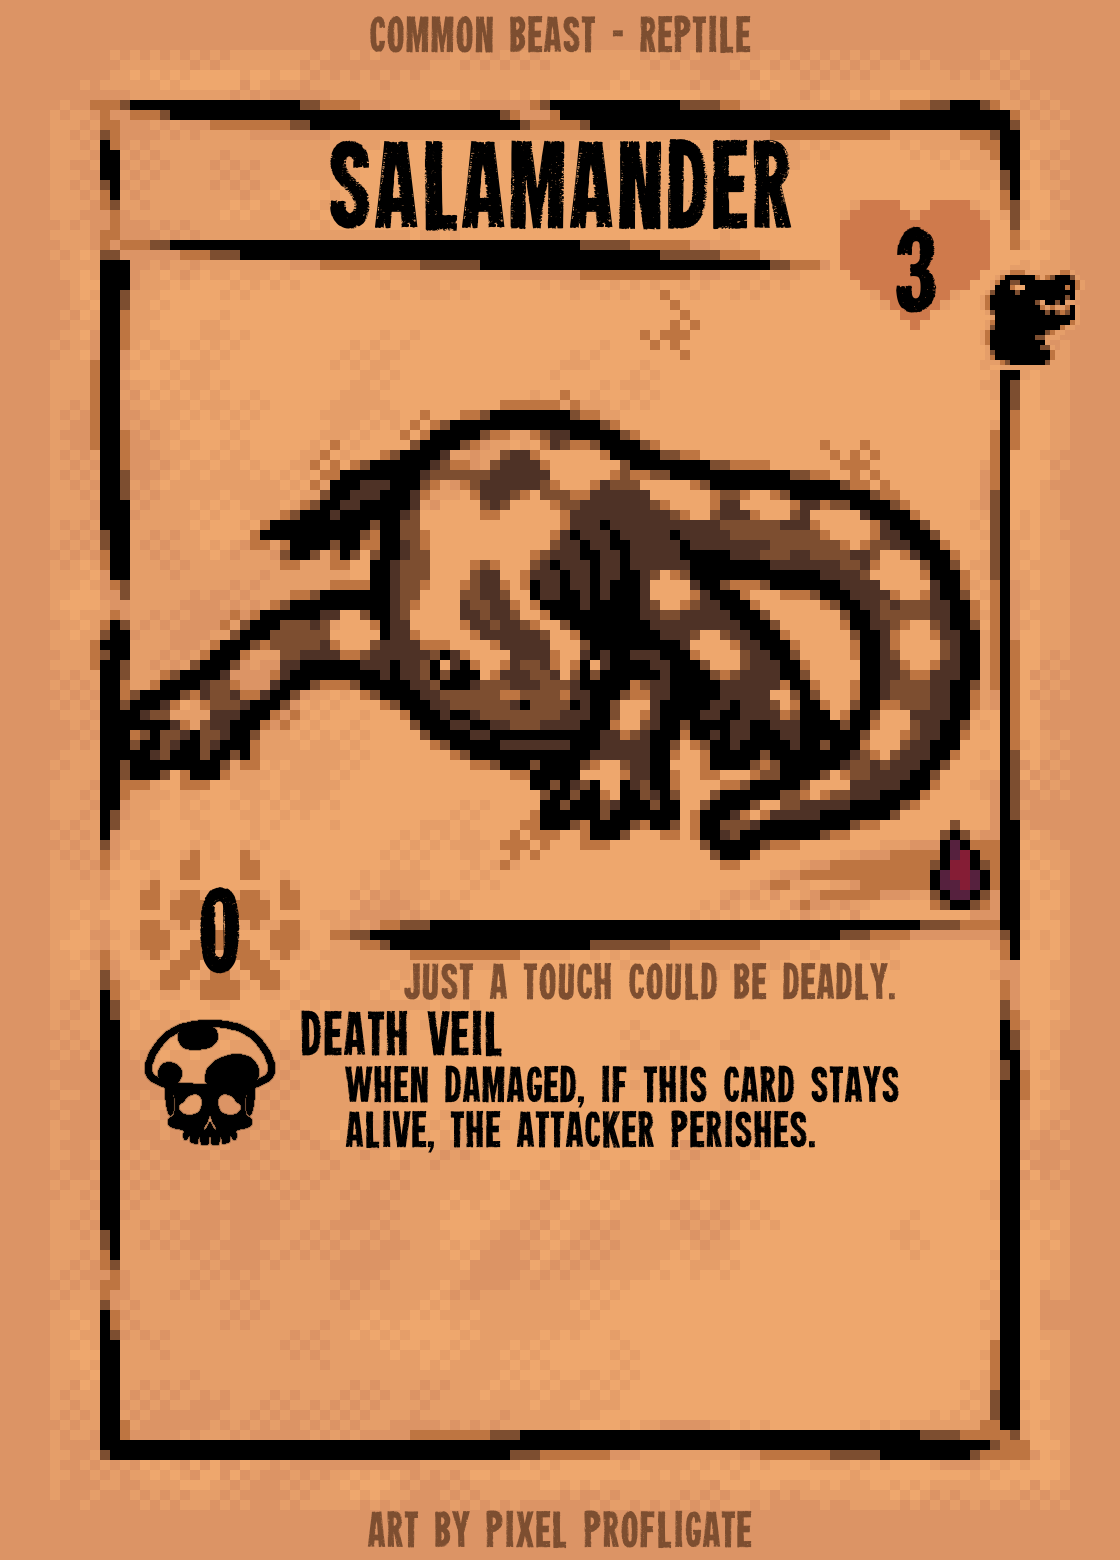 COMMON BEAST - REPTILE
SALAMANDER
3
0
JUST A TOUCH COULD BE DEADLY.
DEATH VEIL
WHEN DAMAGED, IF THIS CARD STAYS
ALIVE, THE ATTACKER PERISHES.
ART BY PIXEL PROFLIGATE